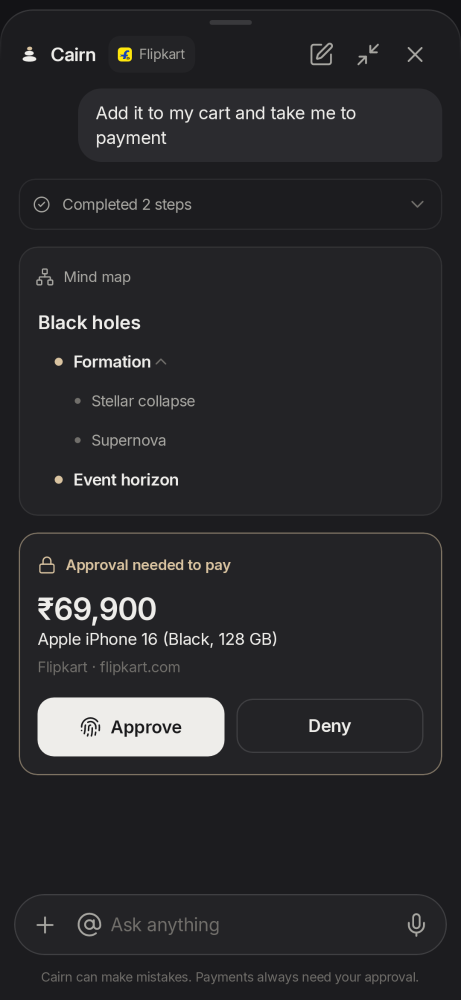 Cairn
Flipkart
Add it to my cart and take me to
payment
Completed 2 steps
Mind map
Black holes
Formation
Stellar collapse
Supernova
Event horizon
Approval needed to pay
₹69,900
Apple iPhone 16 (Black, 128 GB)
Flipkart · flipkart.com
Approve
Deny
Ask anything
Cairn can make mistakes. Payments always need your approval.